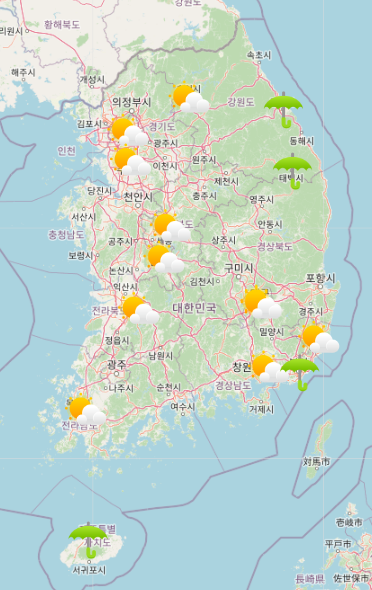 강원도
리원시
황해북도
속초시
해주시
개성시
의정부시
강원도
김포시
경기도
광주시
동해시
인천
이천시
원주시
태백시
제천시
당진시
천안시
충주시
영주시
서산시
안동시
충청남도
공주시
상주시
경상북도
보령시
논산시
구미시
김천시
포항시
익산시
대한민국
경주시
밀양시
정읍시
남원시
광주
창원
나주시
순천시
경상남도
여수시
거제시
전라남도
対馬市
서귀포시
壱岐市
平戸市
長崎県
佐世保市